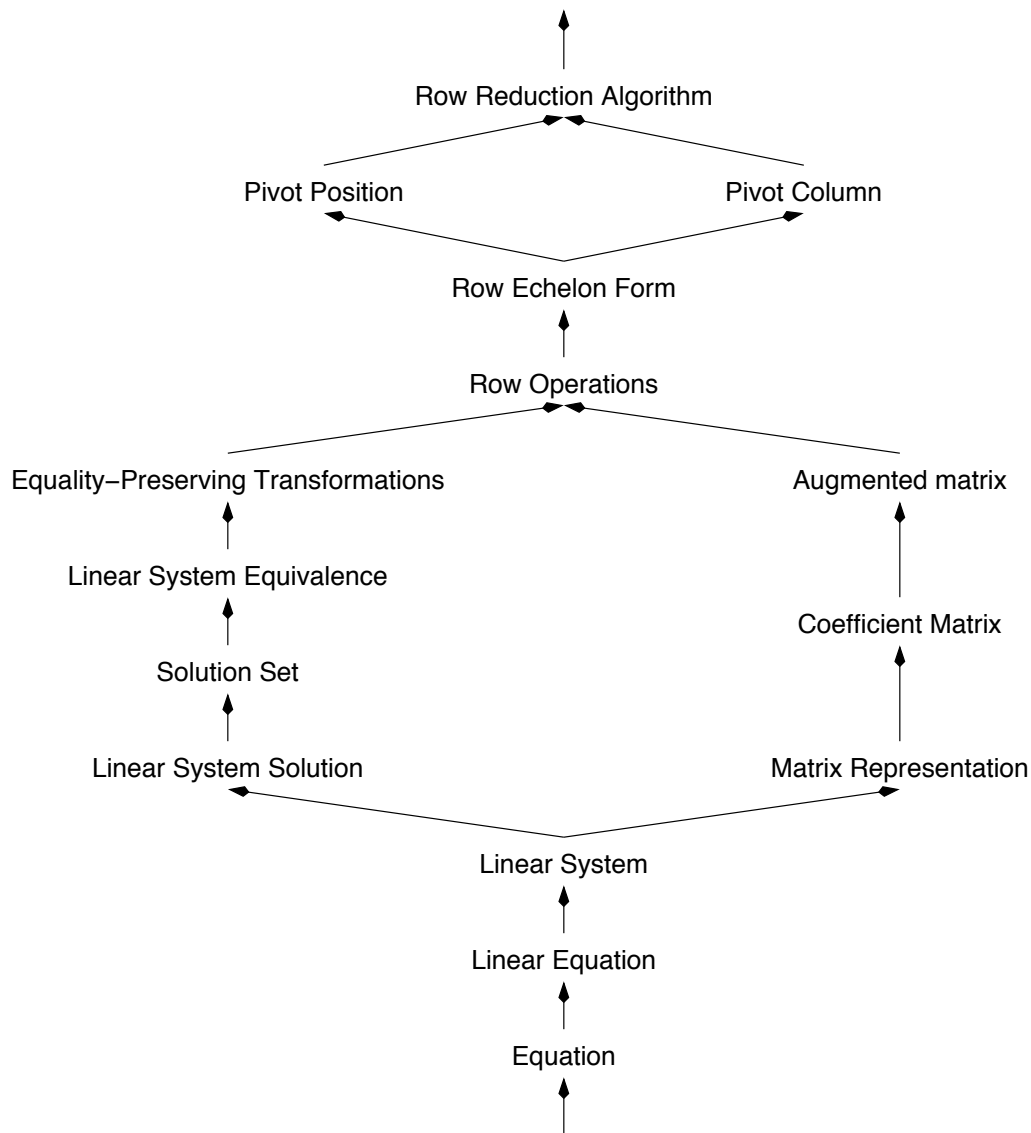 Row Reduction Algorithm
Pivot Position
Pivot Column
Row Echelon Form
Row Operations
Equality−Preserving Transformations
Augmented matrix
Linear System Equivalence
Coefficient Matrix
Solution Set
Linear System Solution
Matrix Representation
Linear System
Linear Equation
Equation